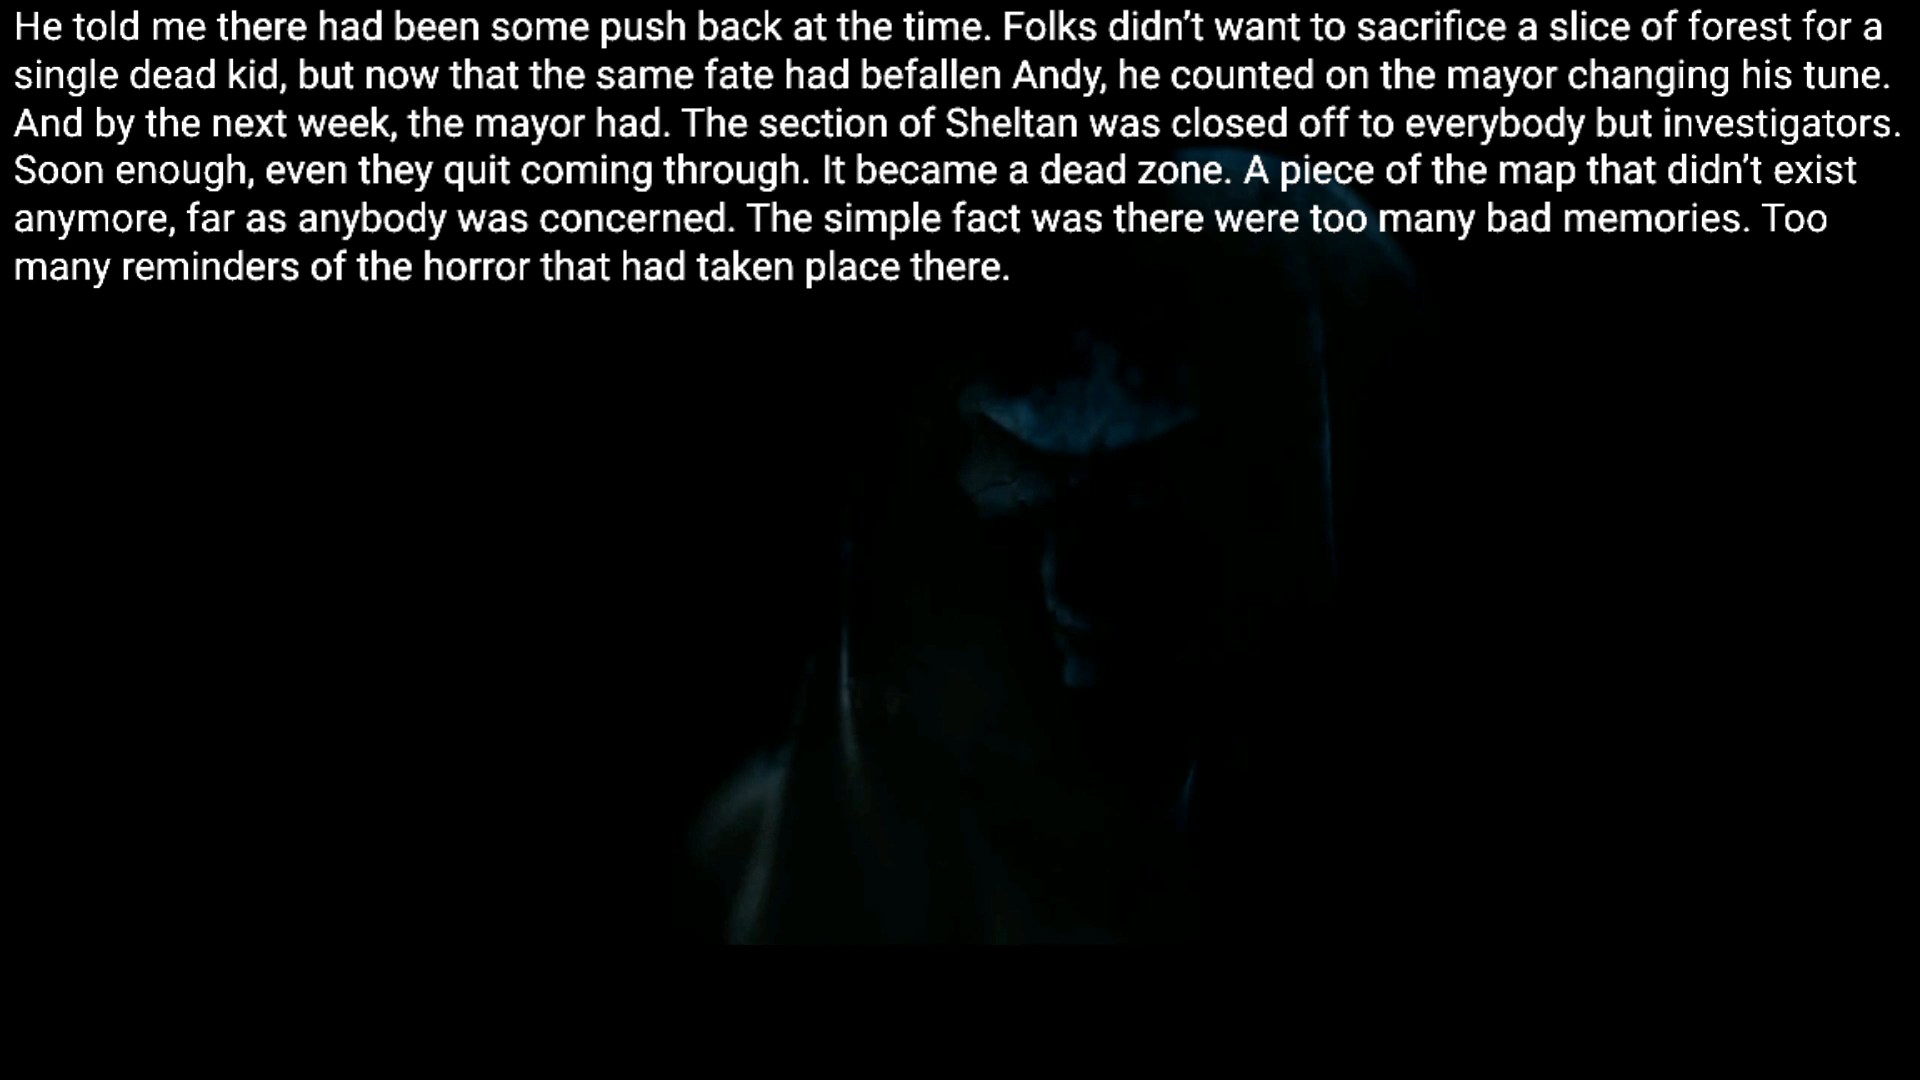 He told me there had been some push back at the time. Folks didn’t want to sacrifice a slice of forest for a
single dead kid, but now that the same fate had befallen Andy, he counted on the mayor changing his tune.
And by the next week, the mayor had. The section of Sheltan was closed off to everybody but investigators.
Soon enough, even they quit coming through. It became a dead zone. A piece of the map that didn’t exist
anymore, far as anybody was concerned. The simple fact was there were too many bad memories. Too
many reminders of the horror that had taken place there.